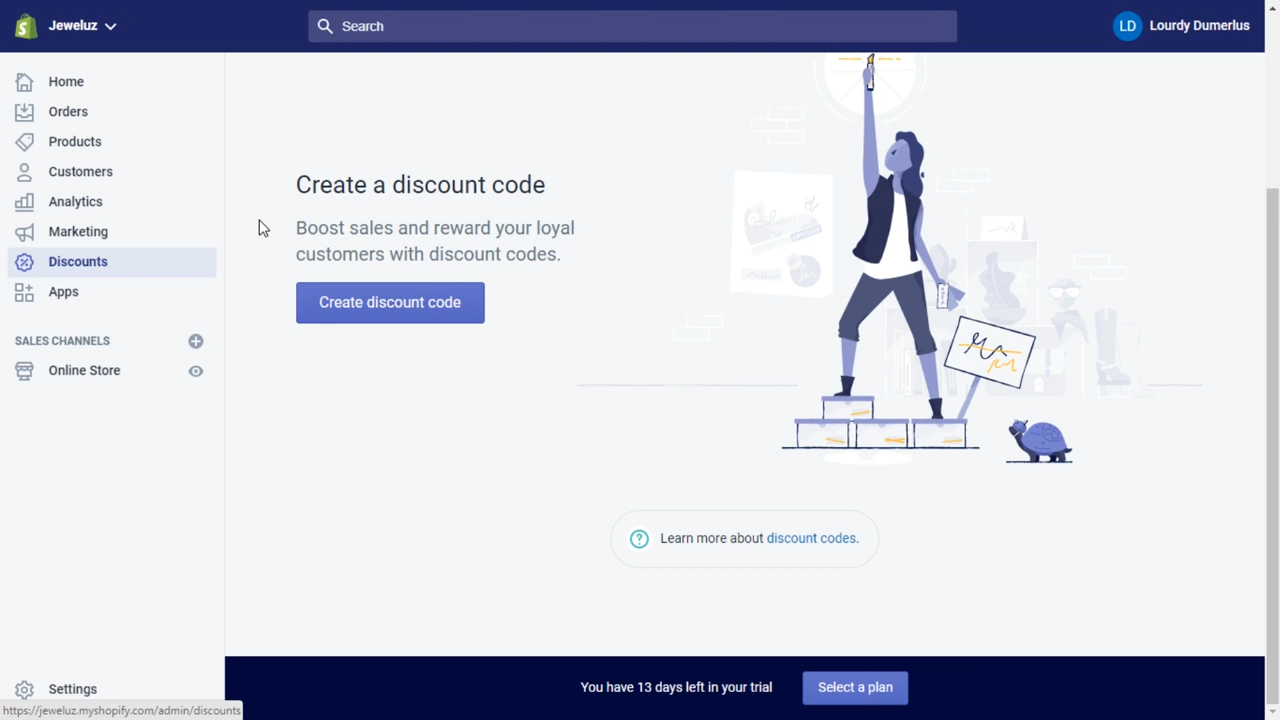 Jeweluz
Search
LD
Lourdy Dumerlus
Home
Orders
Products
Customers
Analytics
Marketing
Discounts
Apps
SALES CHANNELS
Online Store
Settings
https://jeweluz.myshopify.com/admin/discounts
Create a discount code
Boost sales and reward your loyal
customers with discount codes.
Create discount code
Learn more about discount codes.
You have 13 days left in your trial
Select a plan